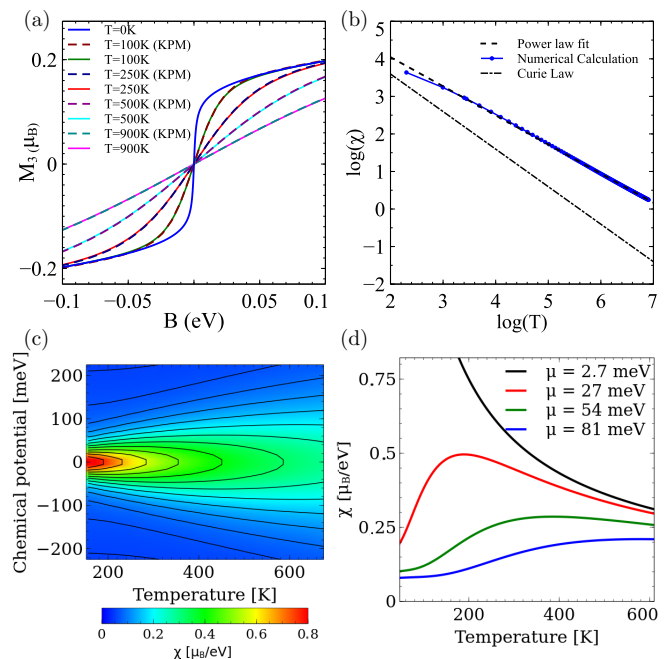 (a)
T=0K
T=100K (KPM)
T=100K
T=250K (KPM)
T=250K
T=500K (KPM)
T=500K
T=900K (KPM)
T=900K
M3 (μB)
0.2
0
−0.2
−0.1
−0.05
0
0.05
0.1
B (eV)
(b)
Power law fit
Numerical Calculation
Curie Law
log(χ)
5
4
3
2
1
0
−1
−2
2
3
4
5
6
7
log(T)
(c)
Chemical potential [meV]
200
100
0
−100
−200
200
400
600
Temperature [K]
0
0.2
0.4
0.6
0.8
χ [μB/eV]
(d)
μ = 2.7 meV
μ = 27 meV
μ = 54 meV
μ = 81 meV
χ [μB/eV]
0.75
0.5
0.25
0
200
400
600
Temperature [K]